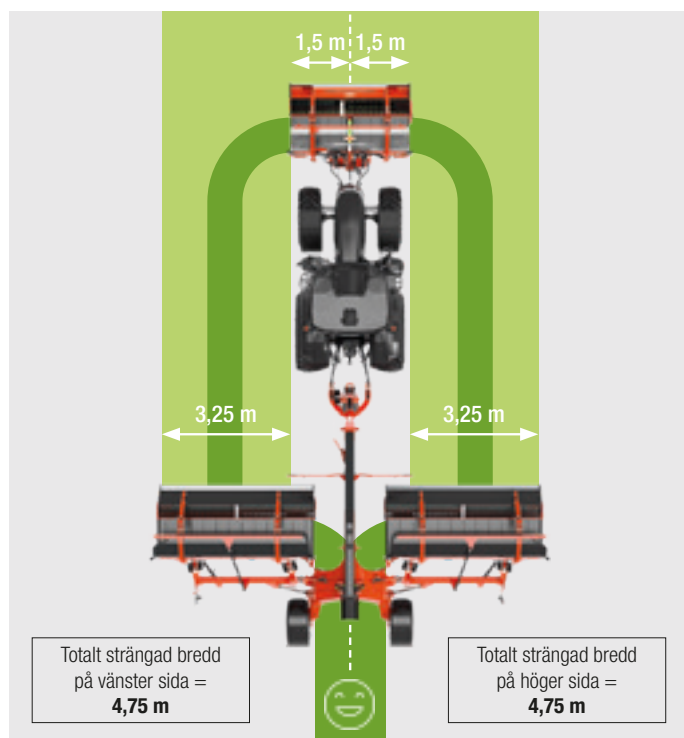 1,5 m 1,5 m
3,25 m
3,25 m
Totalt strängad bredd
på vänster sida =
4,75 m
Totalt strängad bredd
på höger sida =
4,75 m